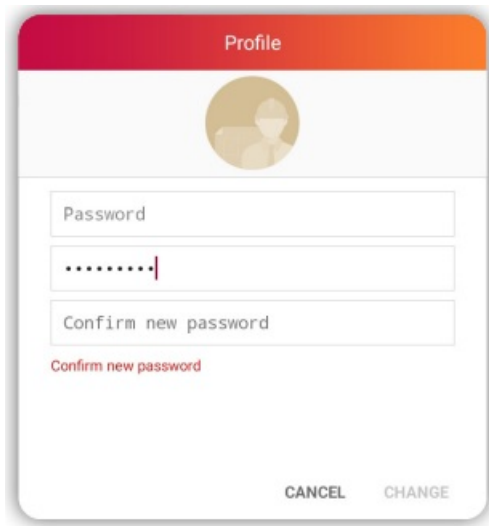 Profile
Password
•••••••••
Confirm new password
Confirm new password
CANCEL CHANGE